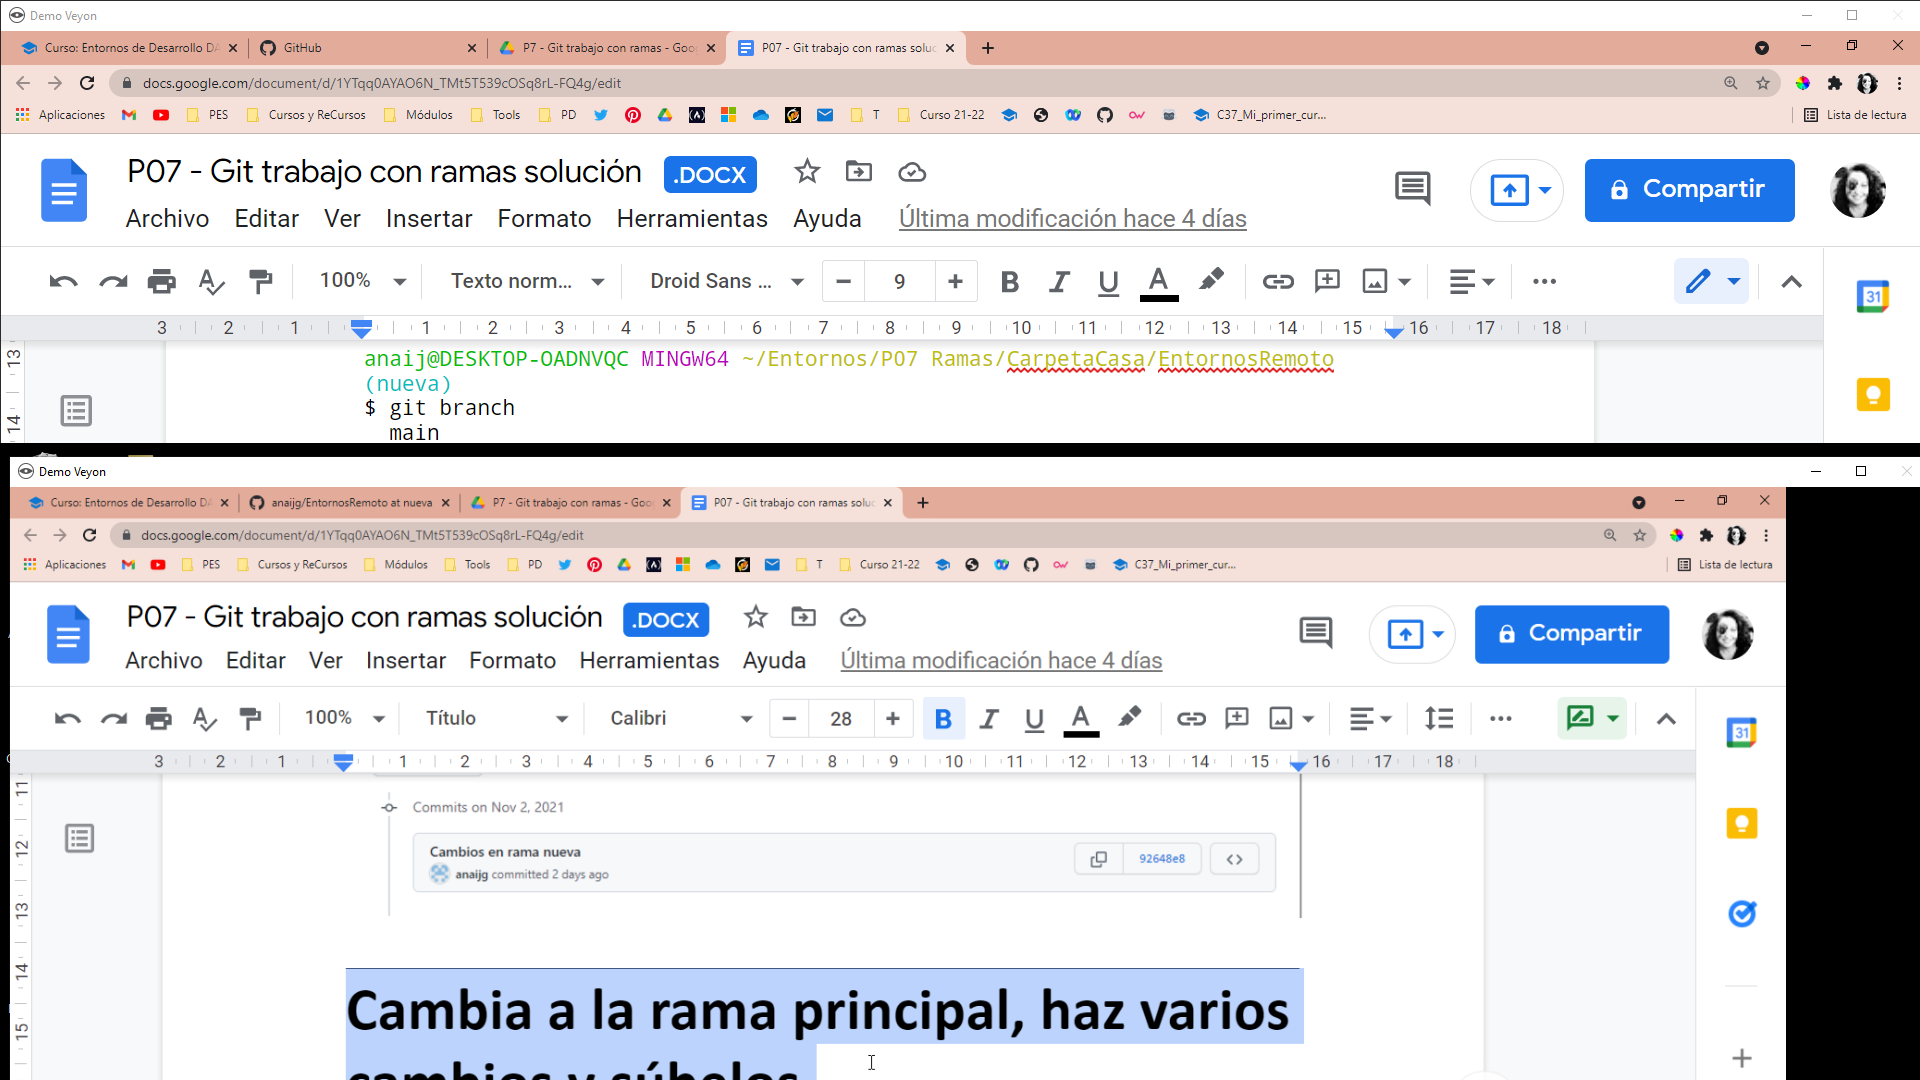 Demo Veyon
Curso: Entornos de Desarrollo DA
GitHub
P7 - Git trabajo con ramas - Goo
P07 - Git trabajo con ramas soluc
docs.google.com/document/d/1YTqq0AYAO6N_TMt5T539cOSq8rL-FQ4g/edit
Aplicaciones PES Cursos y ReCursos Módulos Tools PD T Curso 21-22 C37_Mi_primer_cur... Lista de lectura
P07 - Git trabajo con ramas solución .DOCX
Compartir
Archivo Editar Ver Insertar Formato Herramientas Ayuda Última modificación hace 4 días
100% Texto norm... Droid Sans ... 9 B I U A 31
3 2 1 1 2 3 4 5 6 7 8 9 10 11 12 13 14 15 16 17 18
13
14
anaij@DESKTOP-OADNVQC MINGW64 ~/Entornos/P07 Ramas/CarpetaCasa/EntornosRemoto
(nueva)
$ git branch
main
Demo Veyon
Curso: Entornos de Desarrollo DA
anaijg/EntornosRemoto at nueva
P7 - Git trabajo con ramas - Goo
P07 - Git trabajo con ramas soluc
docs.google.com/document/d/1YTqq0AYAO6N_TMt5T539cOSq8rL-FQ4g/edit
Aplicaciones PES Cursos y ReCursos Módulos Tools PD T Curso 21-22 C37_Mi_primer_cur... Lista de lectura
P07 - Git trabajo con ramas solución .DOCX
Compartir
Archivo Editar Ver Insertar Formato Herramientas Ayuda Última modificación hace 4 días
100% Título Calibri 28 B I U A 31
3 2 1 1 2 3 4 5 6 7 8 9 10 11 12 13 14 15 16 17 18
11
12
13
14
15
Commits on Nov 2, 2021
Cambios en rama nueva
92648e8
anaijg committed 2 days ago
Cambia a la rama principal, haz varios
cambios y súbelos